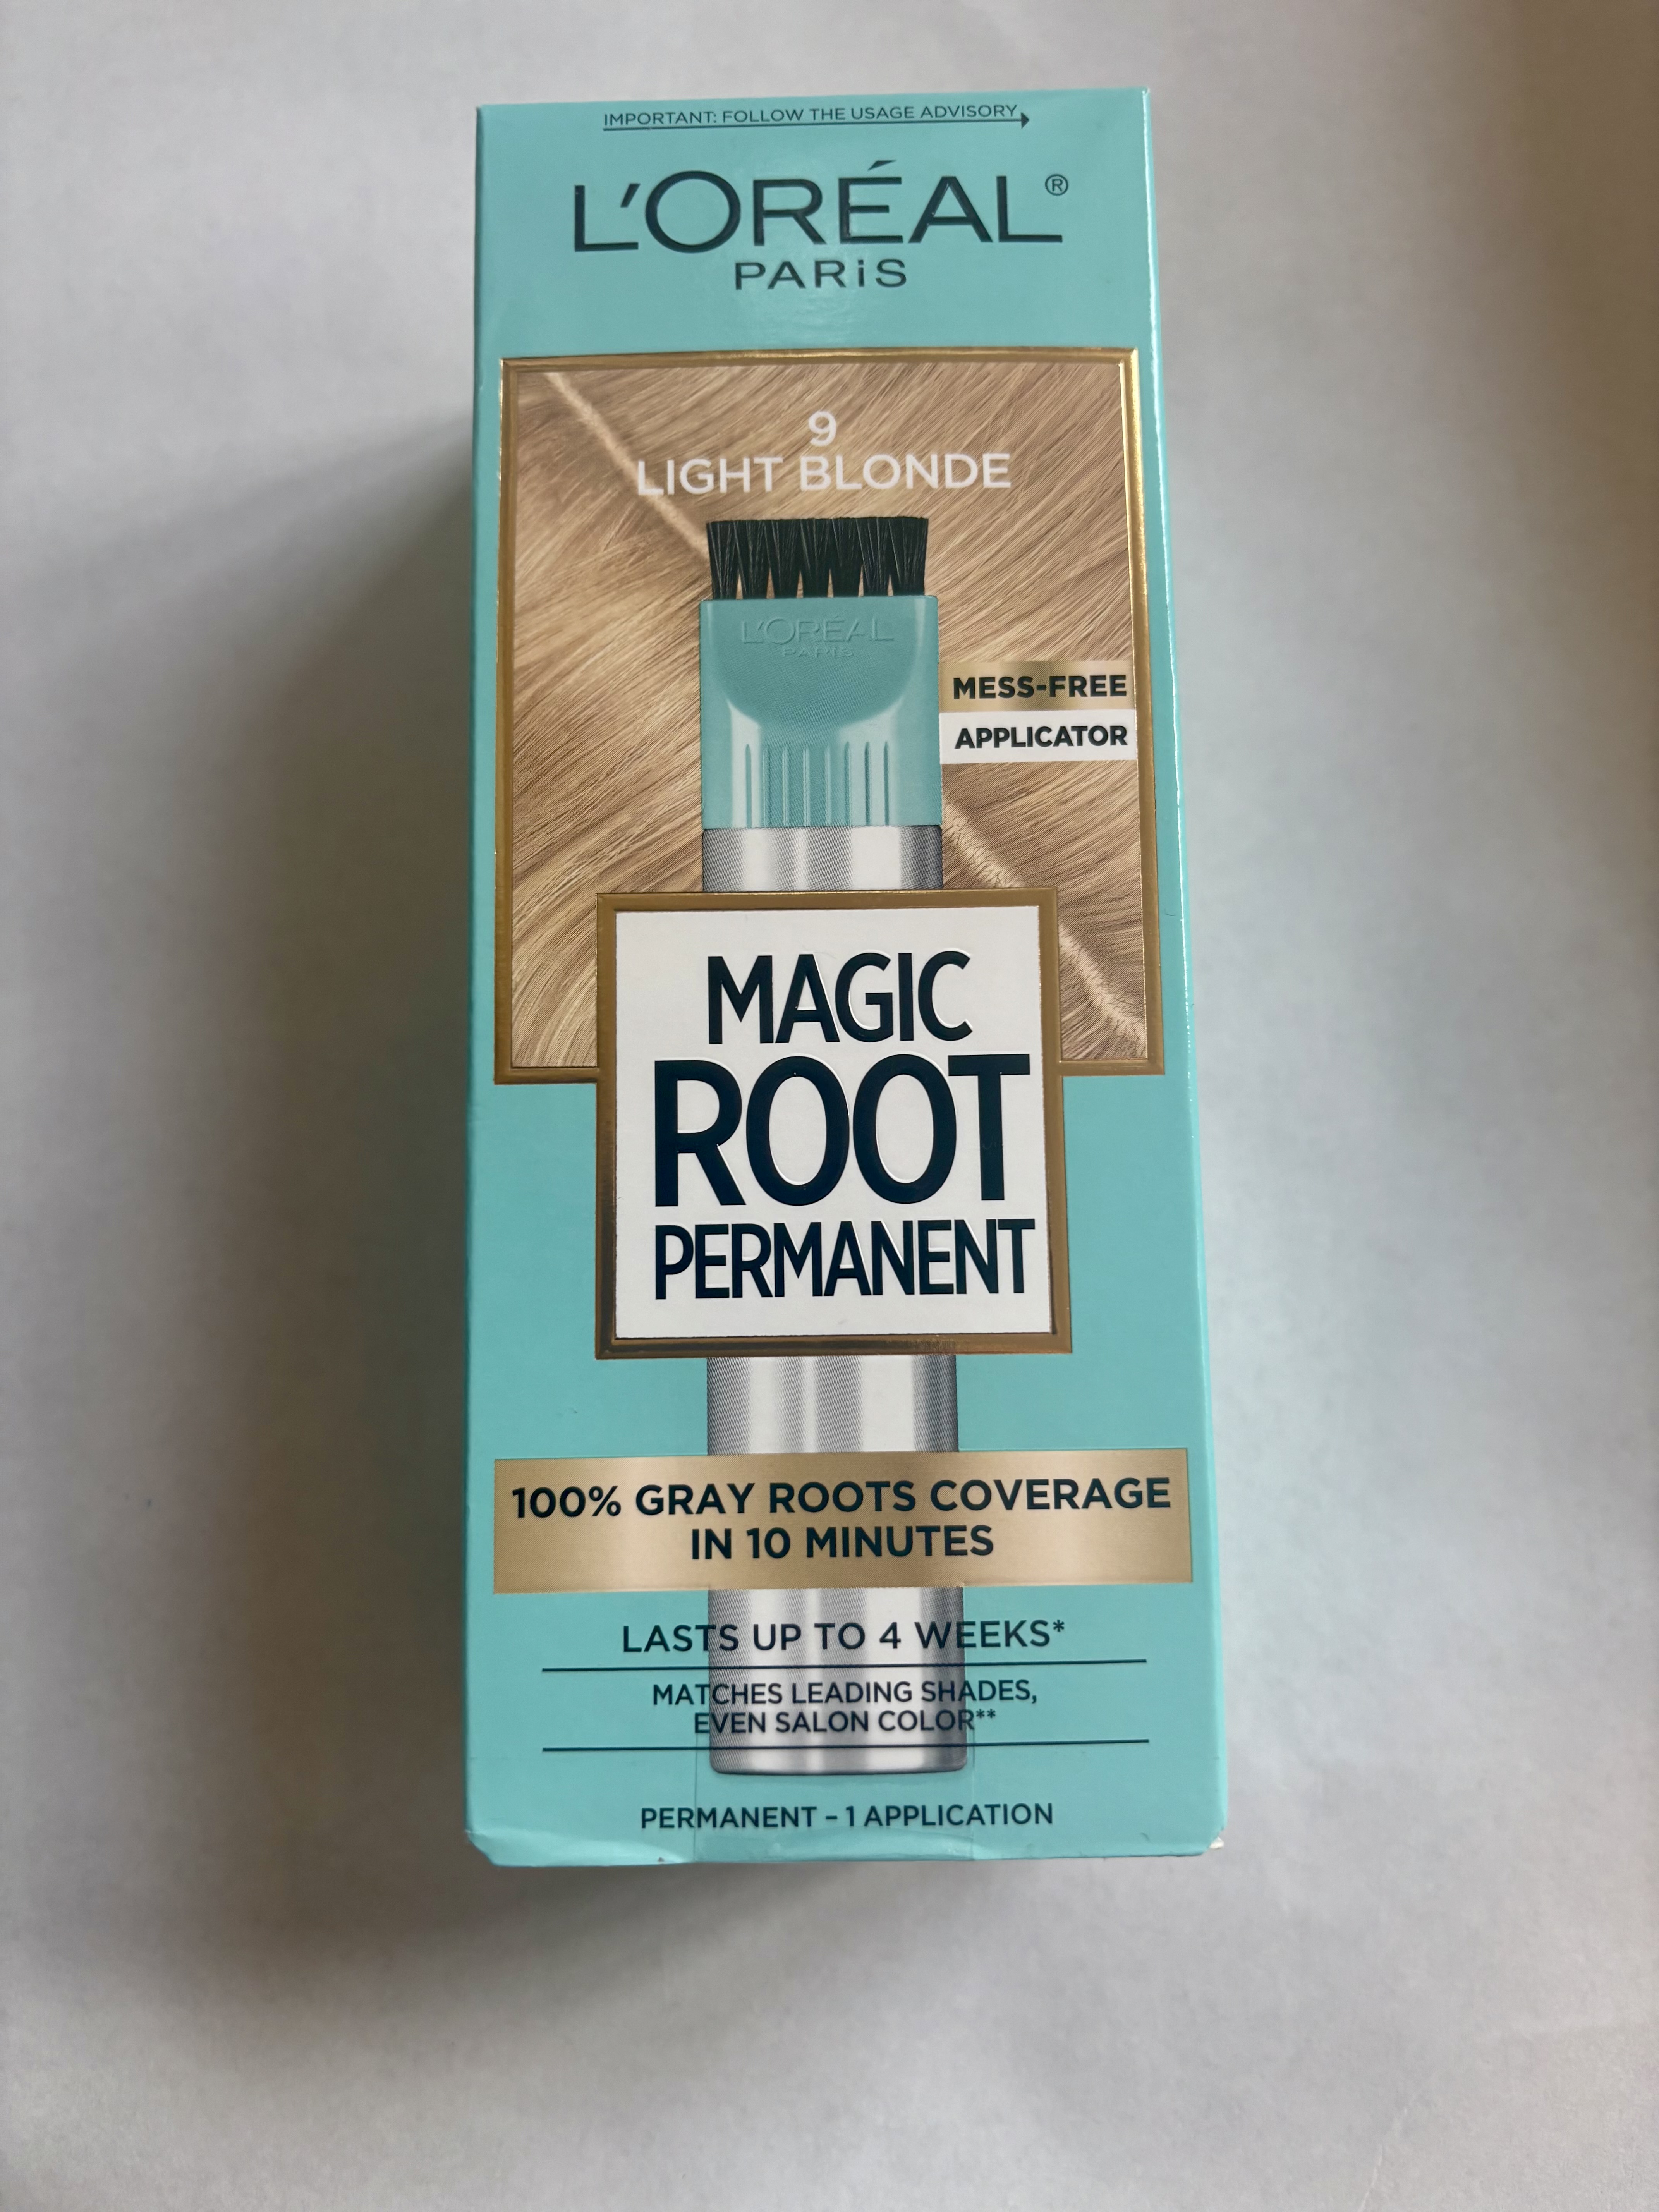 IMPORTANT: FOLLOW THE USAGE ADVISORY
L'ORÉAL®
PARiS
9
LIGHT BLONDE
L'ORÉAL
PARIS
MESS-FREE
APPLICATOR
MAGIC
ROOT
PERMANENT
100% GRAY ROOTS COVERAGE
IN 10 MINUTES
LASTS UP TO 4 WEEKS*
MATCHES LEADING SHADES,
EVEN SALON COLOR**
PERMANENT – 1 APPLICATION